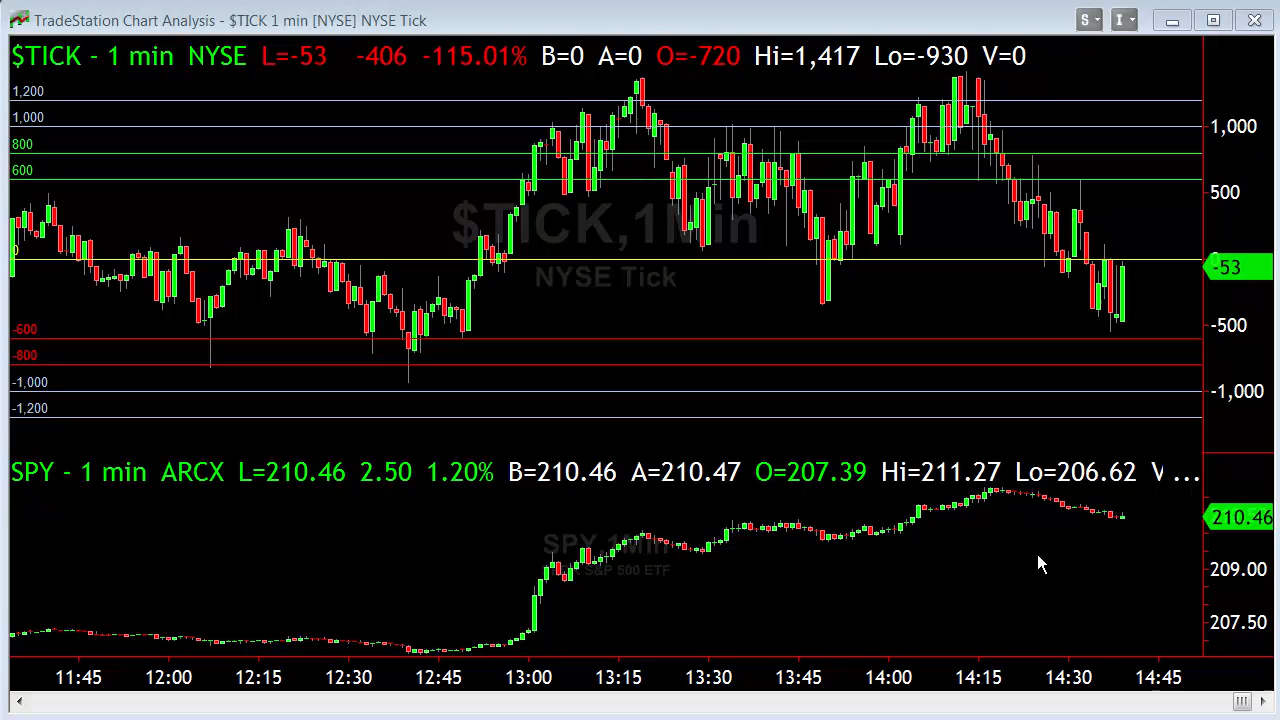 TradeStation Chart Analysis - $TICK 1 min [NYSE] NYSE Tick
S I
$TICK - 1 min NYSE L=-53 -406 -115.01% B=0 A=0 O=-720 Hi=1,417 Lo=-930 V=0
1,200
1,000
800
600
0
-600
-800
-1,000
-1,200
1,000
500
-53
-500
-1,000
$TICK,1Min
NYSE Tick
SPY - 1 min ARCX L=210.46 2.50 1.20% B=210.46 A=210.47 O=207.39 Hi=211.27 Lo=206.62 V ...
SPY,1Min
S&P 500 ETF
210.46
209.00
207.50
11:45 12:00 12:15 12:30 12:45 13:00 13:15 13:30 13:45 14:00 14:15 14:30 14:45